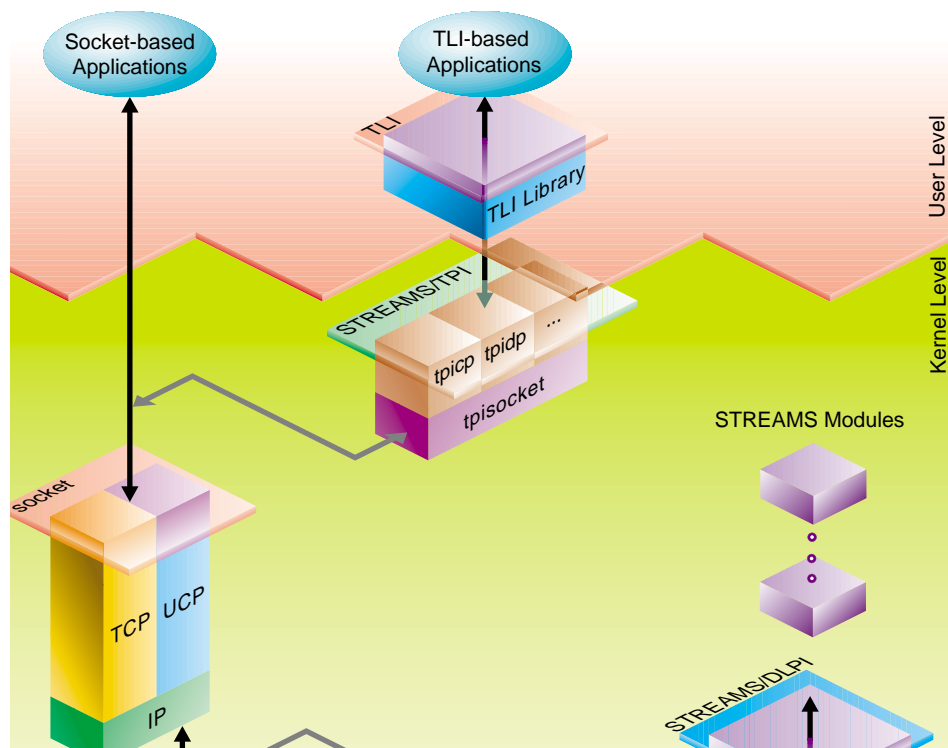 Socket-based
Applications
TLI-based
Applications
TLI
TLI Library
User Level
Kernel Level
STREAMS/TPI
tpicp
tpidp
...
tpisocket
STREAMS Modules
socket
TCP
UCP
IP
STREAMS/DLPI